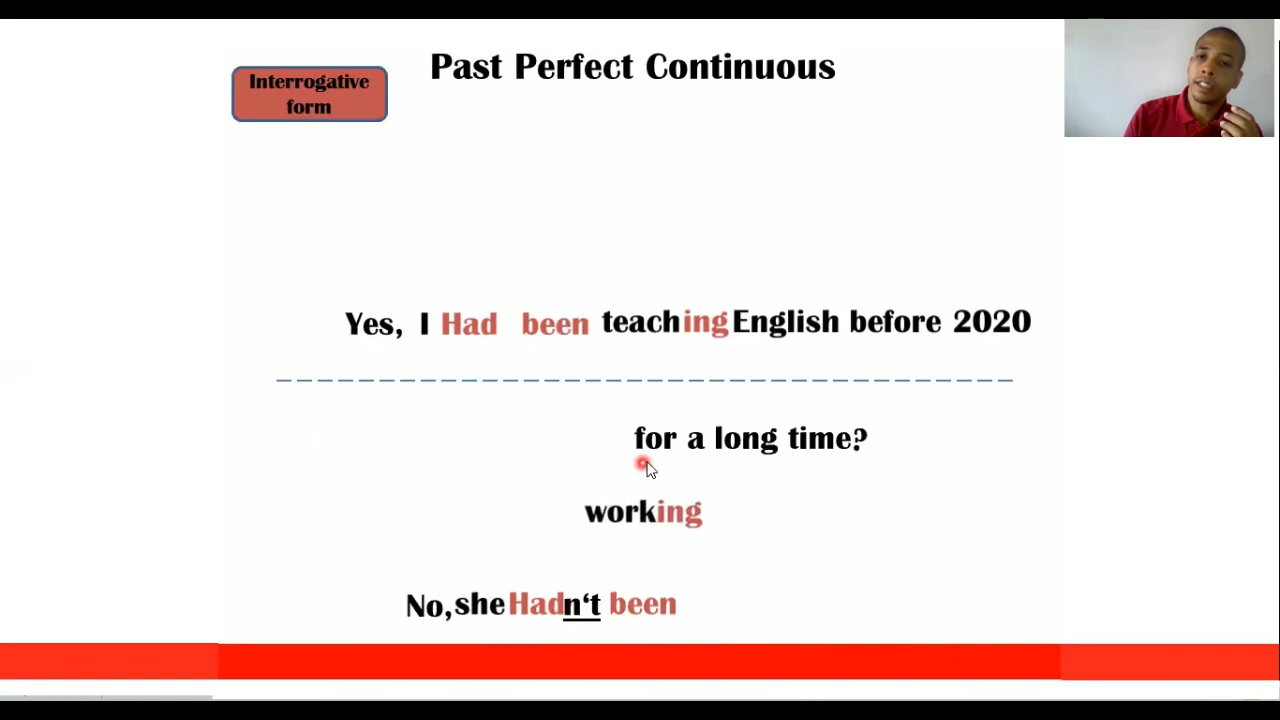 Past Perfect Continuous
Interrogative
form
Yes, I Had been teaching English before 2020
for a long time?
working
No, she Hadn‘t been